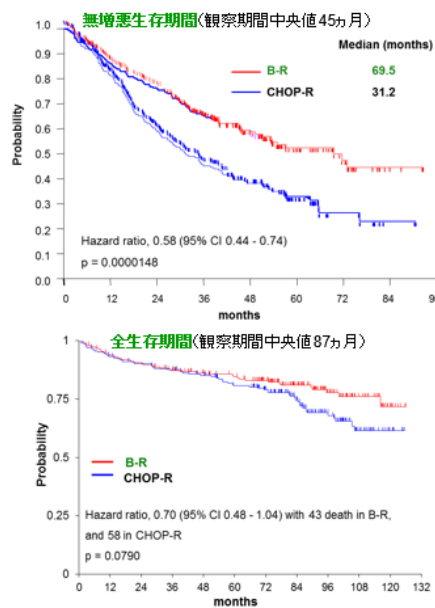 無増悪生存期間(観察期間中央値45ヵ月)
Median (months)
B-R 69.5
CHOP-R 31.2
Probability
1.0
0.9
0.8
0.7
0.6
0.5
0.4
0.3
0.2
0.1
0.0
Hazard ratio, 0.58 (95% CI 0.44 - 0.74)
p = 0.0000148
0 12 24 36 48 60 72 84 9
months
全生存期間(観察期間中央値87ヵ月)
Probability
1
0.75
0.5
0.25
0
B-R
CHOP-R
Hazard ratio, 0.70 (95% CI 0.48 - 1.04) with 43 death in B-R,
and 58 in CHOP-R
p = 0.0790
0 12 24 36 48 60 72 84 96 108 120 132
months